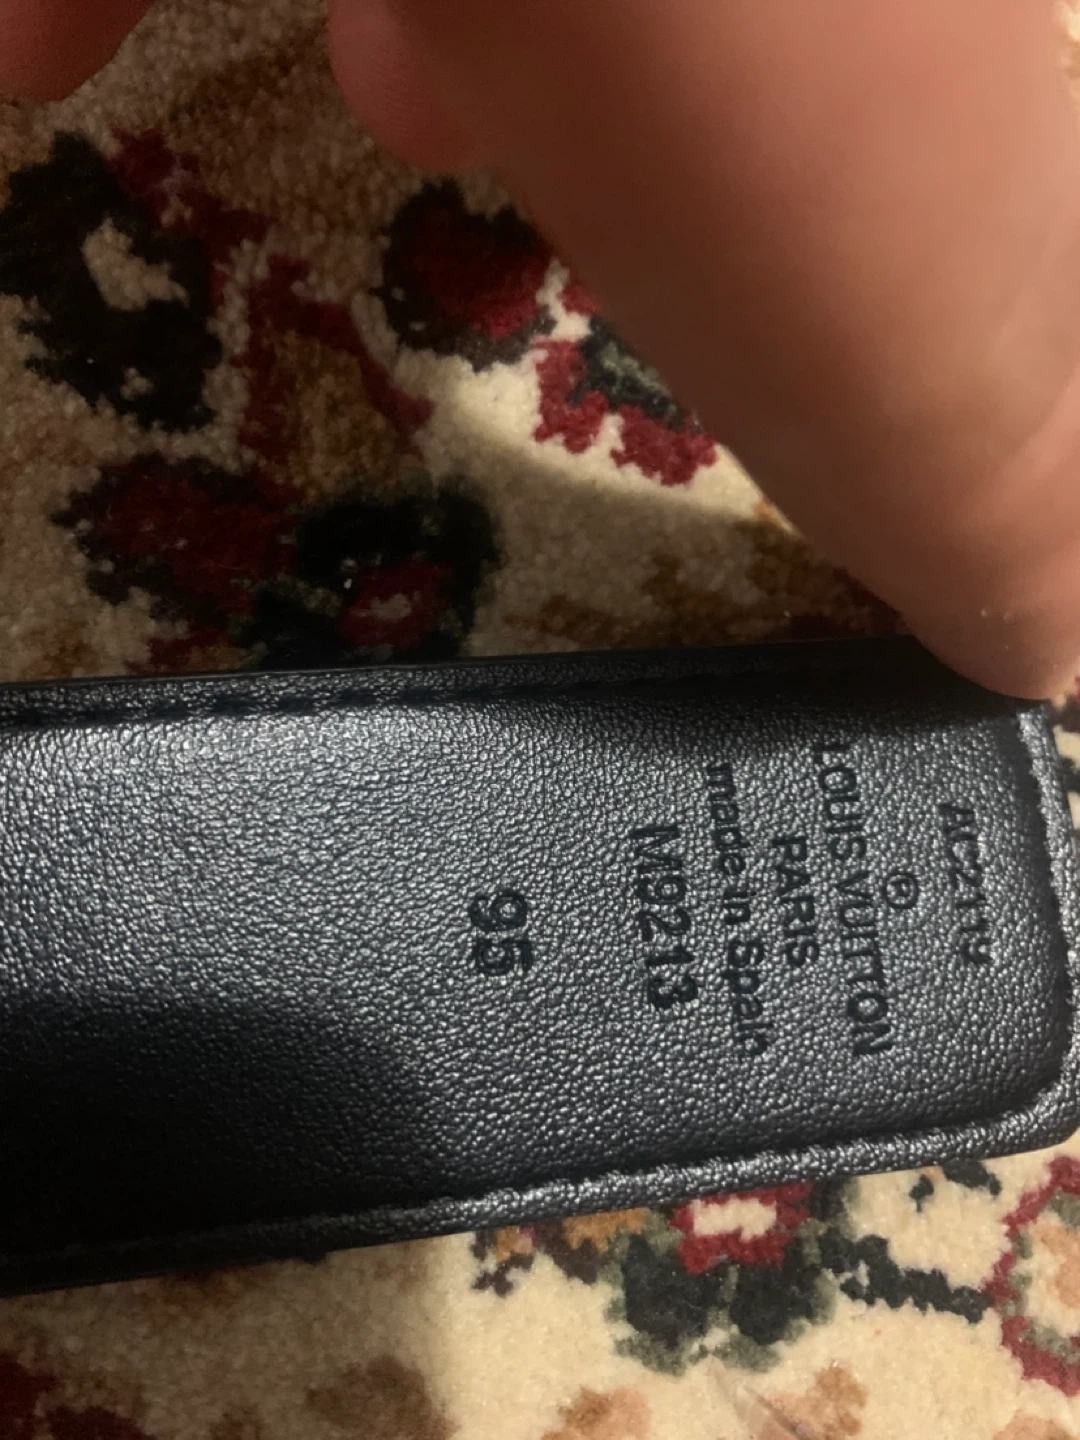 AC2119
®
LOUIS VUITTON
PARIS
made in Spain
M9213
95